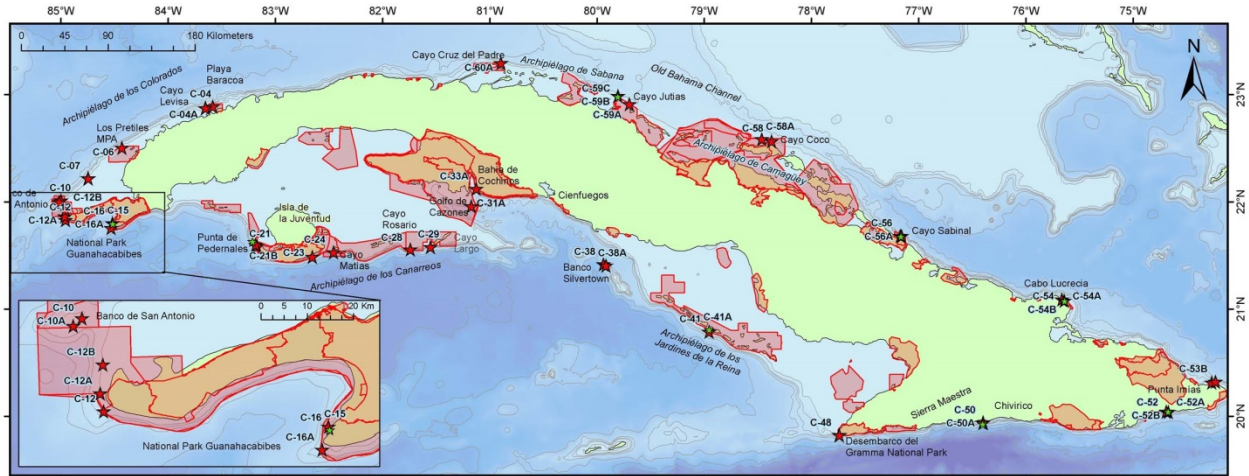 85°W 84°W 83°W 82°W 81°W 80°W 79°W 78°W 77°W 76°W 75°W
0 45 90 180 Kilometers
N
23°N
22°N
21°N
20°N
Cayo Cruz del Padre
C-60A
Archipiélago de Sabana
Old Bahama Channel
C-59C
C-59B
C-59A
Cayo Jutias
Archipiélago de los Colorados
Playa
Baracoa
Cayo
Levisa
C-04
C-04A
Los Pretiles
MPA
C-06
C-07
C-58
C-58A
Cayo Coco
Archipiélago de Camagüey
C-10
co de
Antonio
C-12B
C-12
C-12A
C-16
C-15
C-16A
National Park
Guanahacabibes
C-33A
Bahia de
Cochinos
Golfo de
Cazones
C-31A
Cienfuegos
Isla de
la Juventud
Punta de
Pedernales
C-21
C-21B
C-24
C-23
Cayo
Matías
Cayo
Rosario
C-28
C-29
Cayo
Largo
Archipiélago de los Canarreos
C-38
C-38A
Banco
Silvertown
C-56
C-56A
Cayo Sabinal
Cabo Lucrecia
C-54
C-54A
C-54B
C-41
C-41A
Archipiélago de los
Jardines de la Reina
C-53B
Punta Imias
C-52
C-52A
C-52B
Sierra Maestra
Chivirico
C-50
C-50A
C-48
Desembarco del
Gramma National Park
0 5 10 20 Km
C-10
C-10A
Banco de San Antonio
C-12B
C-12A
C-12
C-16
C-15
C-16A
National Park Guanahacabibes